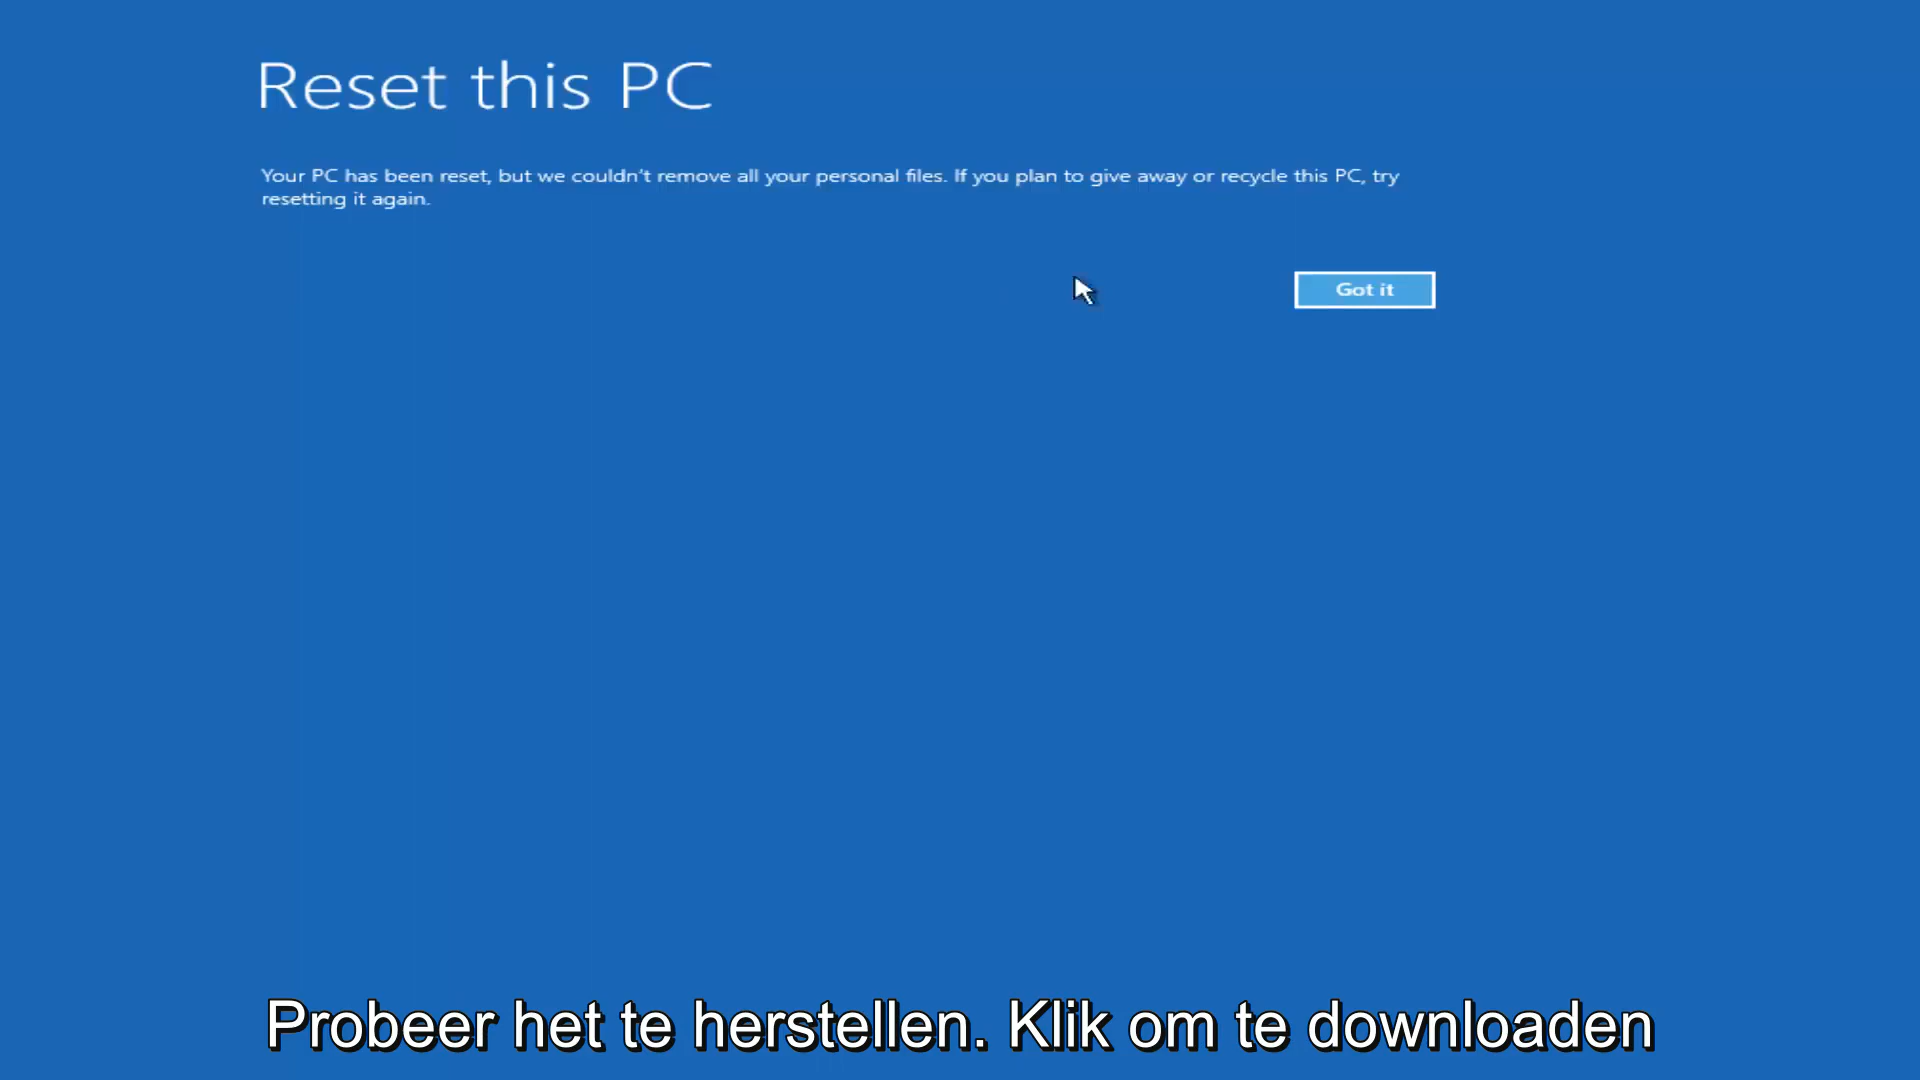 Reset this PC
Your PC has been reset, but we couldn't remove all your personal files. If you plan to give away or recycle this PC, try
resetting it again.
Got it
Probeer het te herstellen. Klik om te downloaden